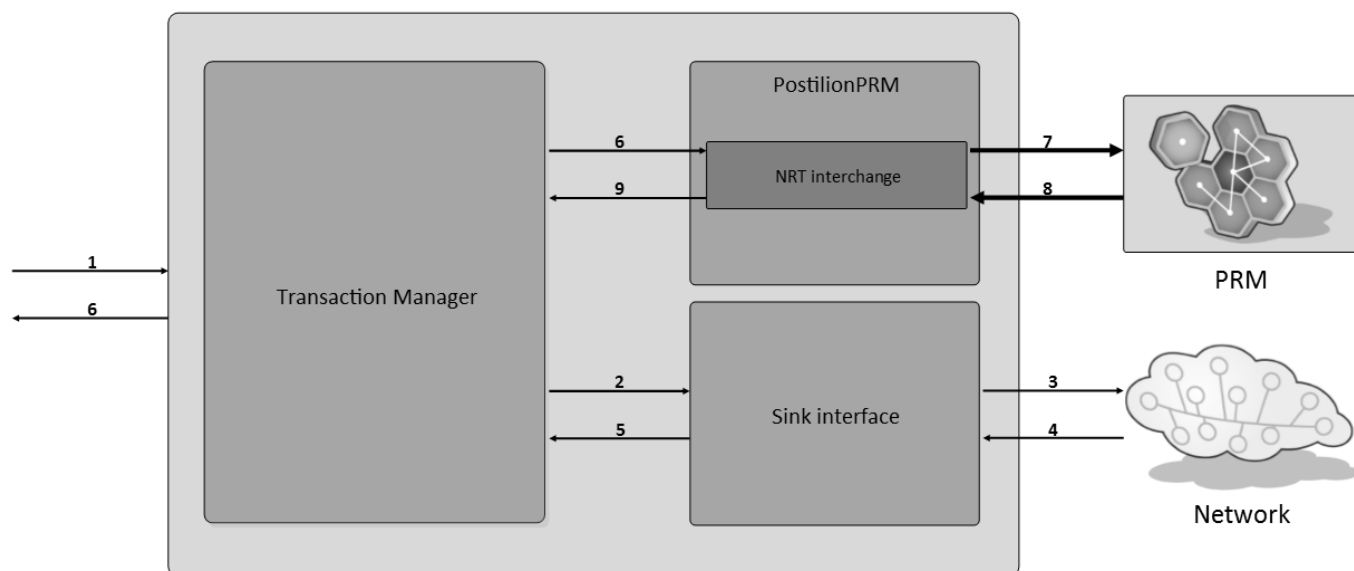 PostilionPRM
6
7
NRT interchange
9
8
1
PRM
Transaction Manager
6
2
3
Sink interface
5
4
Network